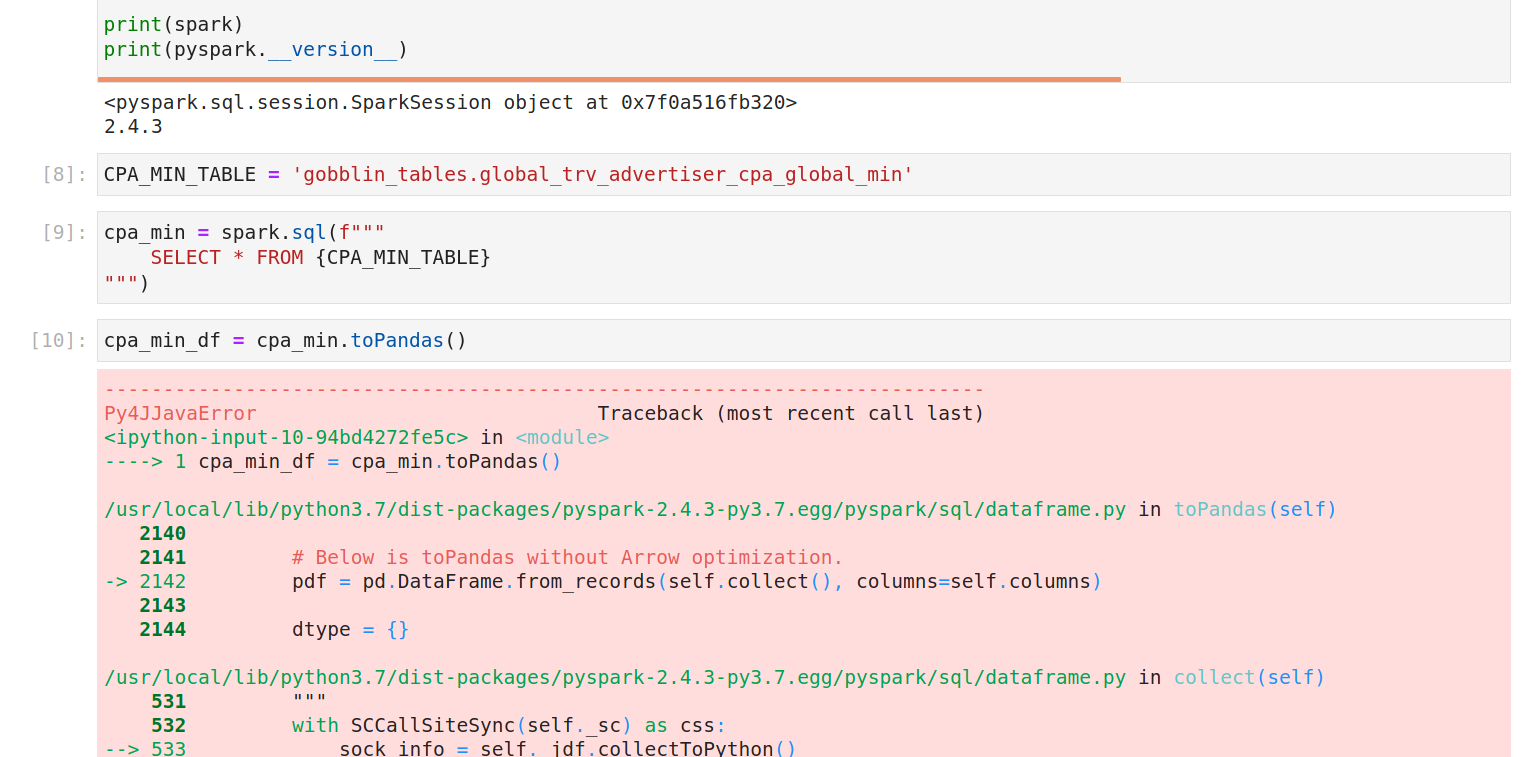 print(spark)
print(pyspark.__version__)
<pyspark.sql.session.SparkSession object at 0x7f0a516fb320>
2.4.3
[8]: CPA_MIN_TABLE = 'gobblin_tables.global_trv_advertiser_cpa_global_min'
[9]: cpa_min = spark.sql(f"""
    SELECT * FROM {CPA_MIN_TABLE}
""")
[10]: cpa_min_df = cpa_min.toPandas()
---------------------------------------------------------------------------
Py4JJavaError                             Traceback (most recent call last)
<ipython-input-10-94bd4272fe5c> in <module>
----> 1 cpa_min_df = cpa_min.toPandas()
/usr/local/lib/python3.7/dist-packages/pyspark-2.4.3-py3.7.egg/pyspark/sql/dataframe.py in toPandas(self)
   2140
   2141         # Below is toPandas without Arrow optimization.
-> 2142         pdf = pd.DataFrame.from_records(self.collect(), columns=self.columns)
   2143
   2144         dtype = {}
/usr/local/lib/python3.7/dist-packages/pyspark-2.4.3-py3.7.egg/pyspark/sql/dataframe.py in collect(self)
    531         """
    532         with SCCallSiteSync(self._sc) as css:
--> 533             sock_info = self._jdf.collectToPython()